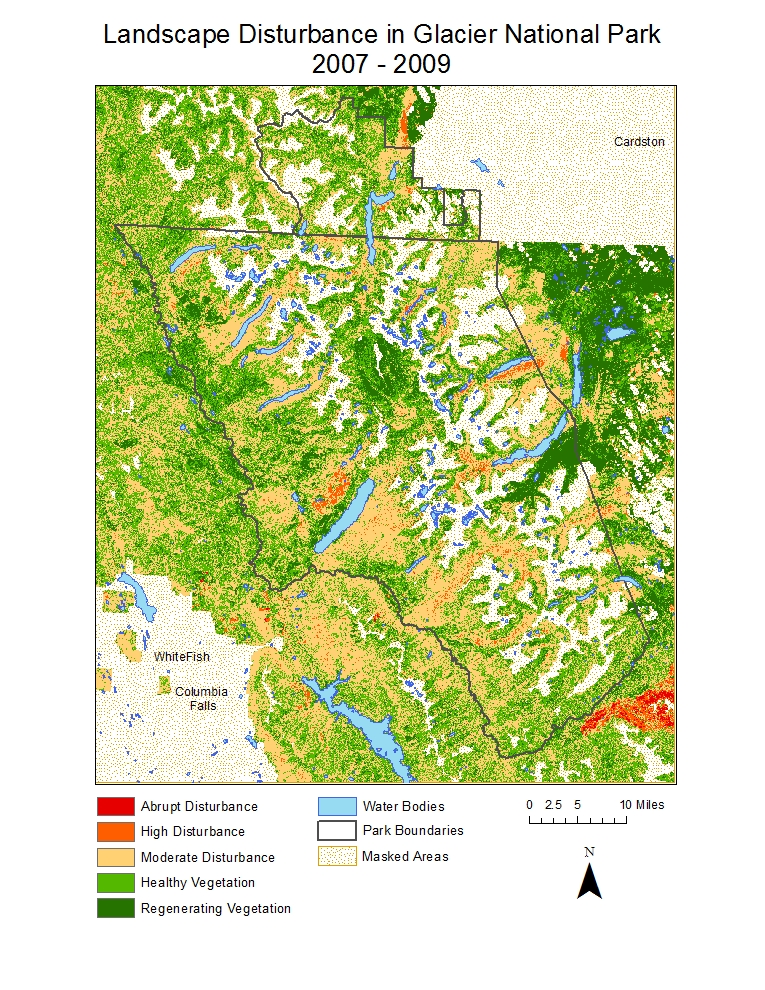 Landscape Disturbance in Glacier National Park
2007 - 2009
Cardston
WhiteFish
Columbia
Falls
Abrupt Disturbance
High Disturbance
Moderate Disturbance
Healthy Vegetation
Regenerating Vegetation
Water Bodies
Park Boundaries
Masked Areas
0 2.5 5 10 Miles
N